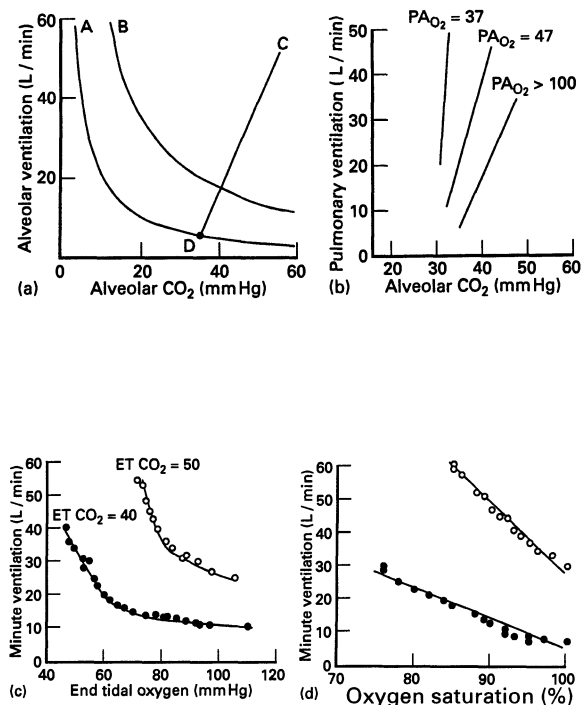 60
40
20
Alveolar ventilation (L / min)
A
B
C
D
0
20
40
60
(a)
Alveolar CO2 (mm Hg)
50
40
30
20
10
0
Pulmonary ventilation (L / min)
PAO2 = 37
PAO2 = 47
PAO2 > 100
20
30
40
50
60
(b)
Alveolar CO2 (mm Hg)
60
50
40
30
20
10
0
Minute ventilation (L / min)
ET CO2 = 50
ET CO2 = 40
40
60
80
100
120
(c)
End tidal oxygen (mmHg)
60
50
40
30
20
10
0
Minute ventilation (L / min)
70
80
90
100
(d)
Oxygen saturation (%)